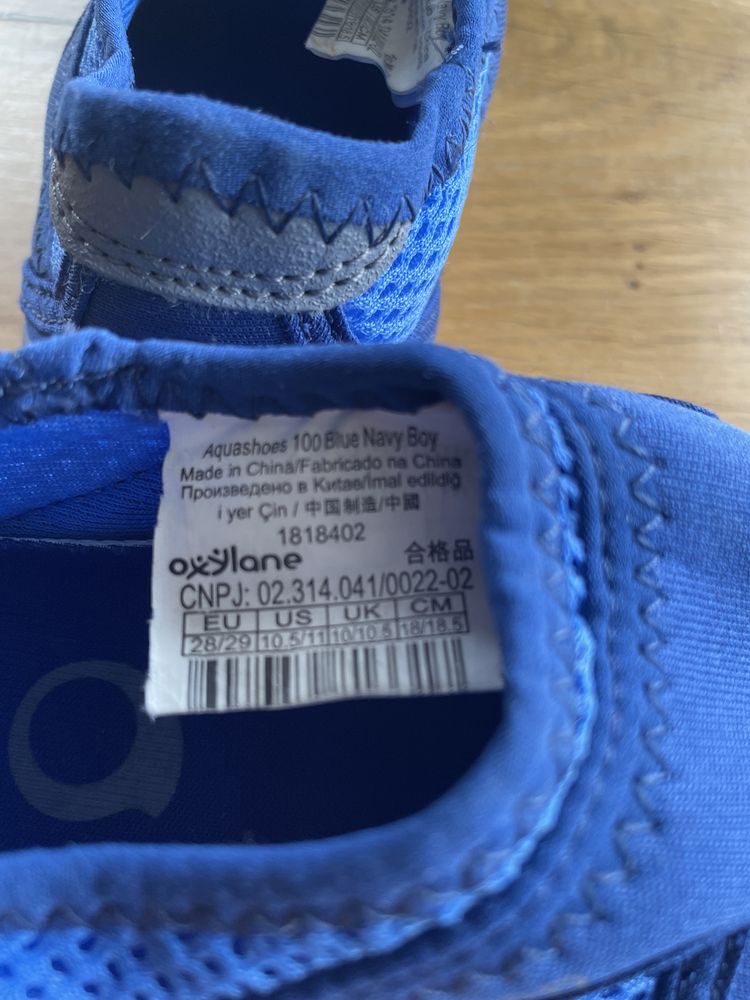 Aquashoes 100 Blue Navy Boy
Made in China/Fabricado na China
Произведено в Китае/Imal edildiğ
i yer Çin / 中国制造/中國
1818402
oxylane 合格品
CNPJ: 02.314.041/0022-02
EU US UK CM
28/29 10.5/11 10/10.5 18/18.5